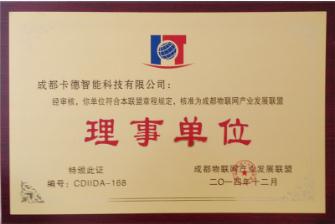 成都卡德智能科技有限公司：
经审核，你单位符合本联盟章程规定，核准为成都物联网产业发展联盟
理事单位
特颁此证
编号：CDIIDA-168
成都物联网产业发展联盟
二〇一四年十二月